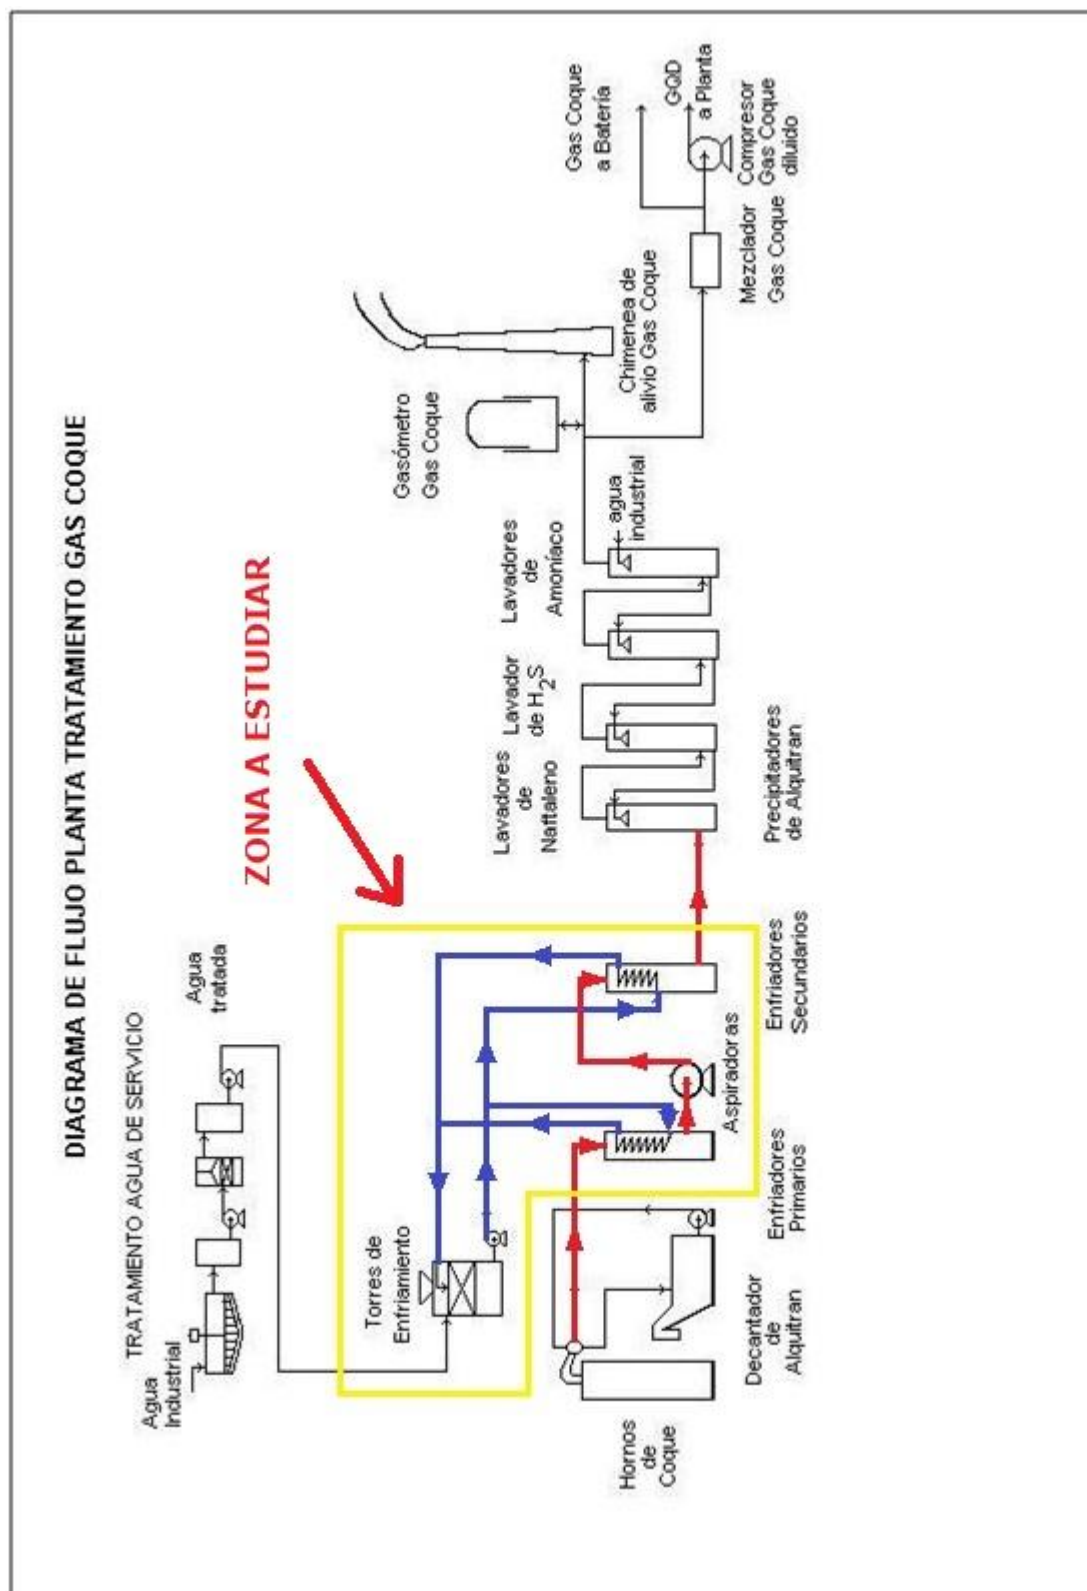 DIAGRAMA DE FLUJO PLANTA TRATAMIENTO GAS COQUE
TRATAMIENTO AGUA DE SERVICIO
Agua
Industrial
Agua
tratada
ZONA A ESTUDIAR
Torres de
Enfriamiento
Gasómetro
Gas Coque
Hornos
de
Coque
Decantador
de
Alquitran
Enfriadores
Primarios
Aspiradoras
Enfriadores
Secundarios
Precipitadores
de Alquitran
Lavadores
de
Naftaleno
Lavador
de H2S
Lavadores
de
Amoníaco
agua
industrial
Chimenea de
alivio Gas Coque
Gas Coque
a Batería
GQD
a Planta
Mezclador
Gas Coque
Compresor
Gas Coque
diluido